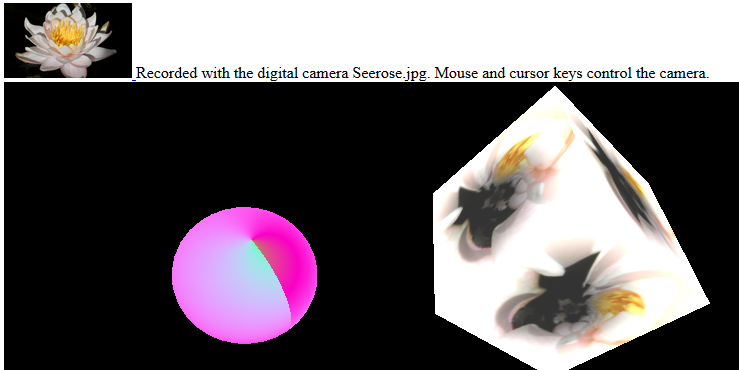 Recorded with the digital camera Seerose.jpg. Mouse and cursor keys control the camera.